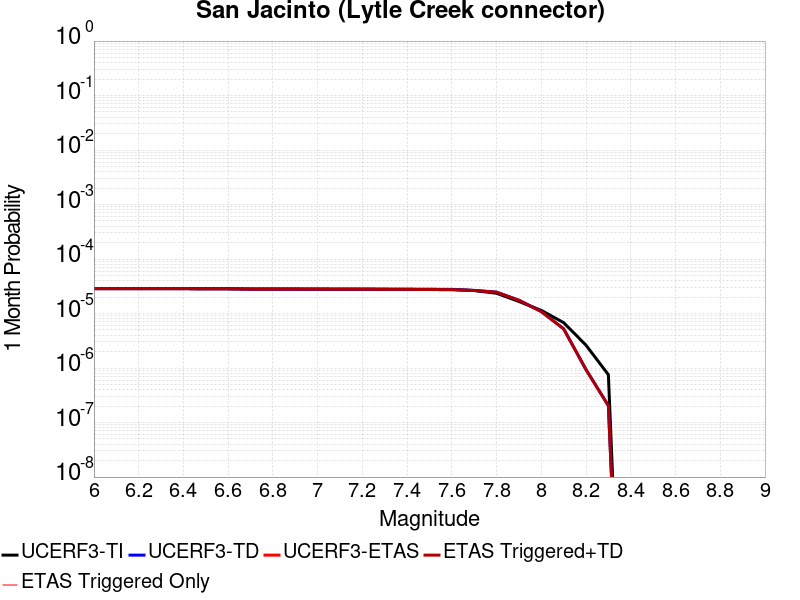 San Jacinto (Lytle Creek connector)
10^0
10^-1
10^-2
10^-3
10^-4
10^-5
10^-6
10^-7
10^-8
1 Month Probability
6 6.2 6.4 6.6 6.8 7 7.2 7.4 7.6 7.8 8 8.2 8.4 8.6 8.8 9
Magnitude
UCERF3-TI UCERF3-TD UCERF3-ETAS ETAS Triggered+TD
ETAS Triggered Only